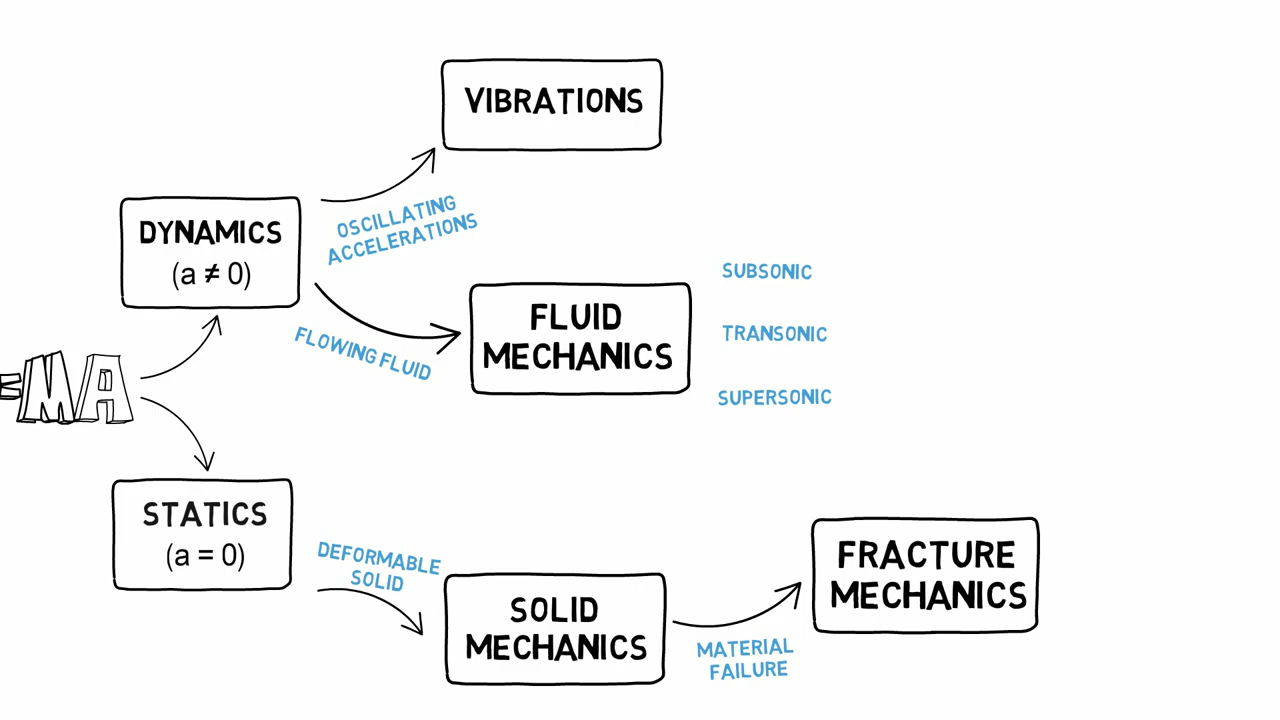 VIBRATIONS
OSCILLATING
ACCELERATIONS
DYNAMICS
(a ≠ 0)
FLUID
MECHANICS
FLOWING FLUID
SUBSONIC
TRANSONIC
SUPERSONIC
=MA
STATICS
(a = 0)
DEFORMABLE
SOLID
SOLID
MECHANICS
MATERIAL
FAILURE
FRACTURE
MECHANICS